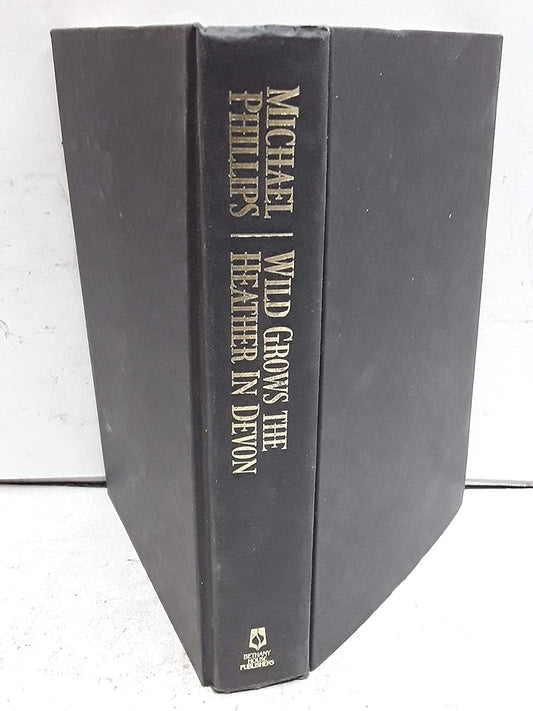 MICHAEL
PHILLIPS
WILD GROWS THE
HEATHER IN DEVON
BETHANY
HOUSE
PUBLISHERS